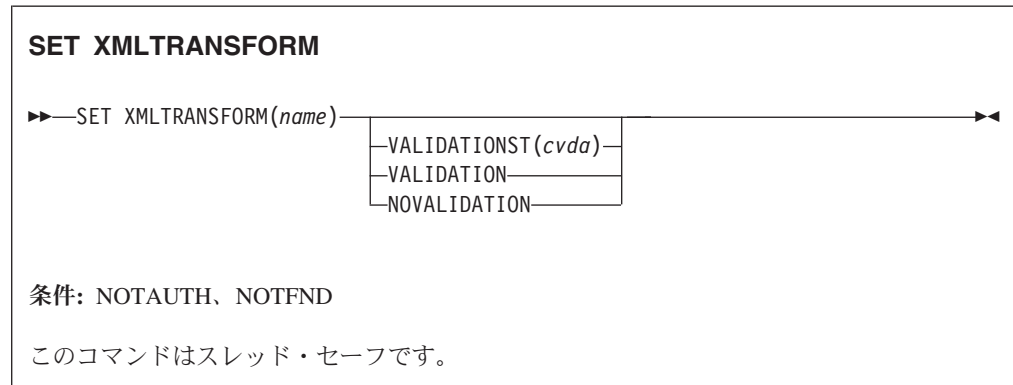 SET XMLTRANSFORM
SET XMLTRANSFORM(name)
VALIDATIONST(cvda)
VALIDATION
NOVALIDATION
条件: NOTAUTH、NOTFND
このコマンドはスレッド・セーフです。